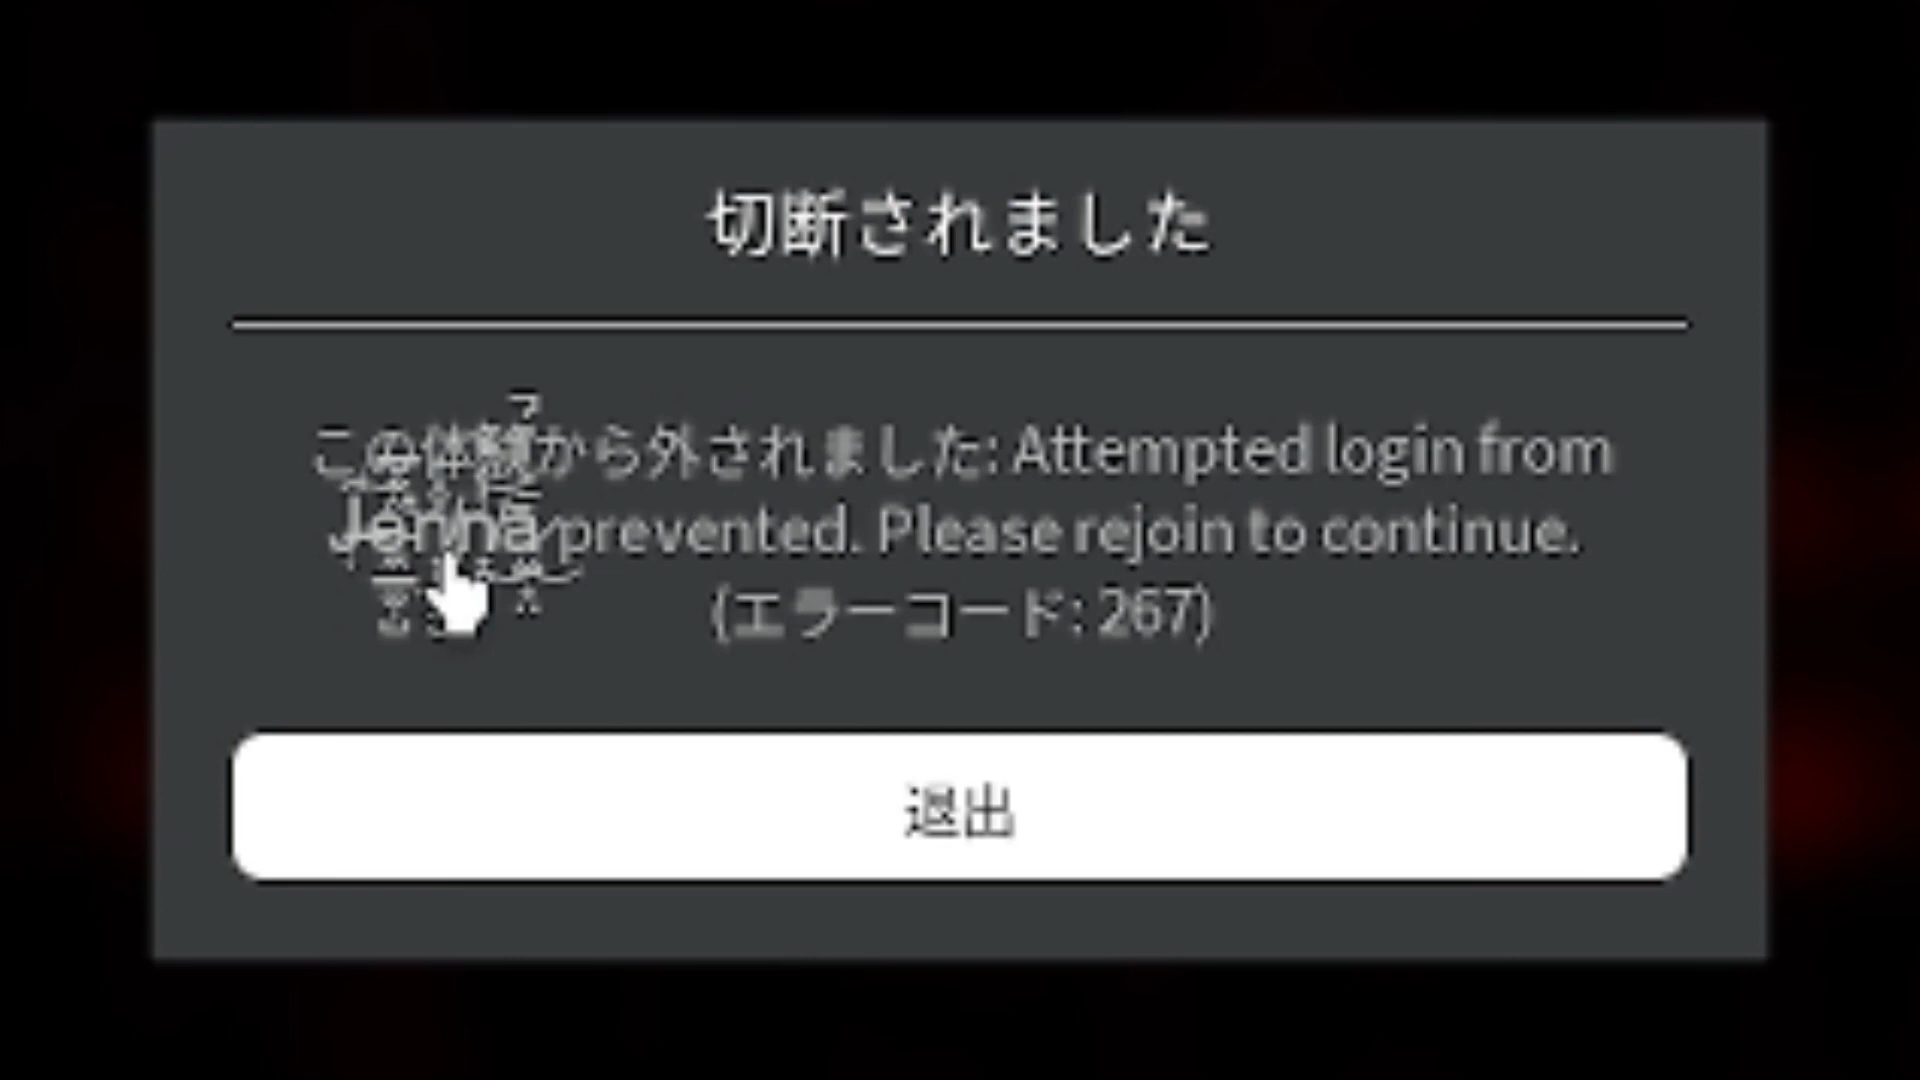 切断されました
この体験から外されました: Attempted login from
Jenna prevented. Please rejoin to continue.
(エラーコード: 267)
退出